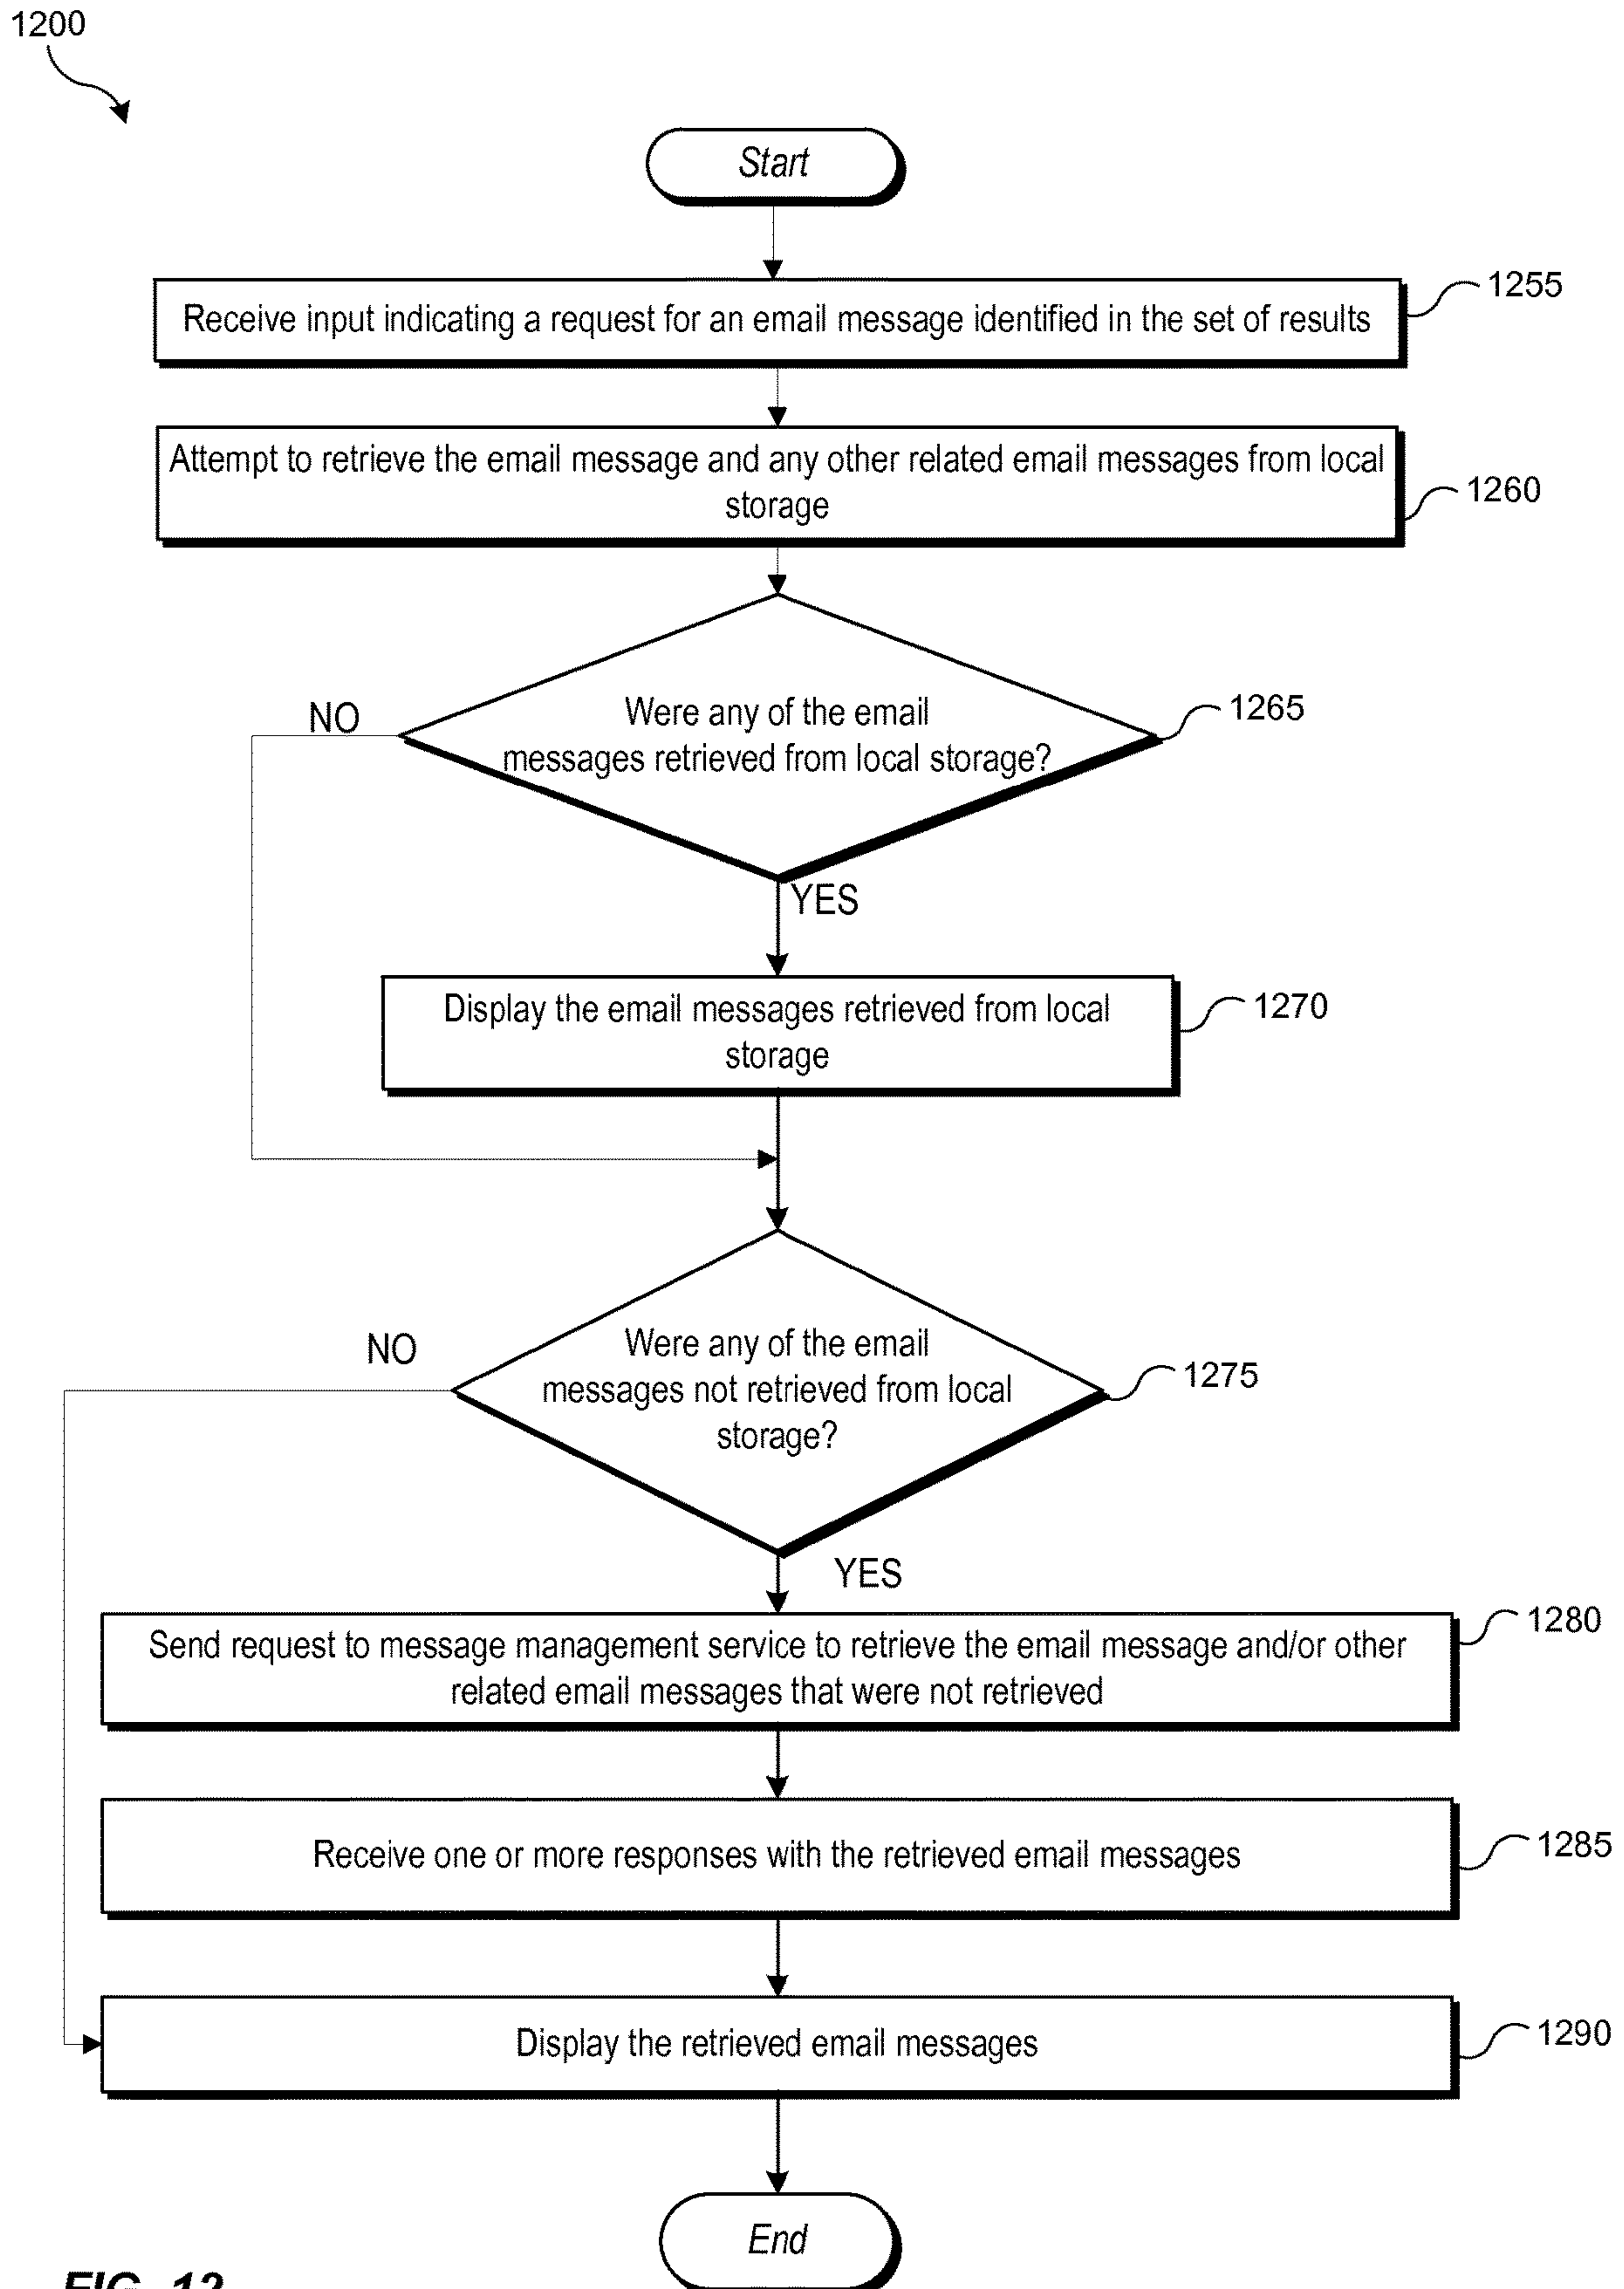 1200
Start
Receive input indicating a request for an email message identified in the set of results
1255
Attempt to retrieve the email message and any other related email messages from local
storage
1260
Were any of the email
messages retrieved from local storage?
1265
NO
YES
Display the email messages retrieved from local
storage
1270
Were any of the email
messages not retrieved from local
storage?
1275
NO
YES
Send request to message management service to retrieve the email message and/or other
related email messages that were not retrieved
1280
Receive one or more responses with the retrieved email messages
1285
Display the retrieved email messages
1290
End
FIG. 12